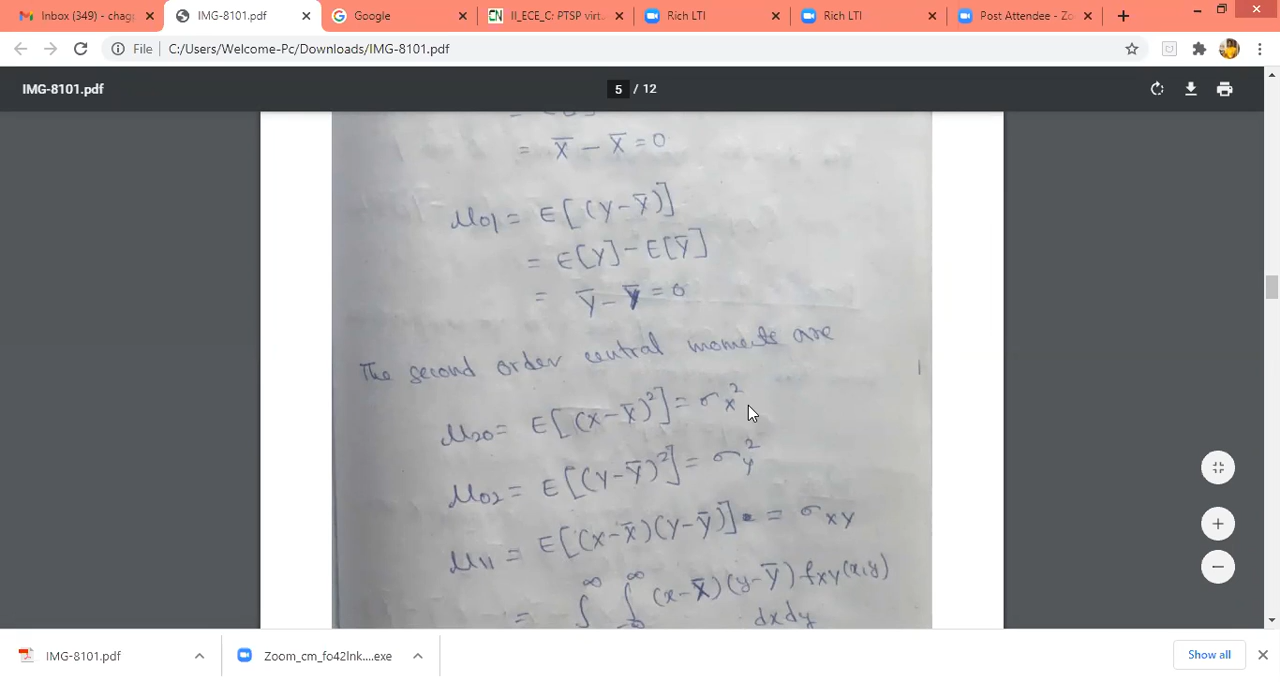 Inbox (349) - chag
IMG-8101.pdf
Google
II_ECE_C: PTSP virtu
Rich LTI
Rich LTI
Post Attendee - Zo
File
C:/Users/Welcome-Pc/Downloads/IMG-8101.pdf
IMG-8101.pdf
5 / 12
= X̄ - X̄ = 0
μ01 = E[(Y-Ȳ)]
= E[Y] - E[Ȳ]
= Ȳ - Ȳ = 0
The second order central moments are
μ20 = E[(X-X̄)²] = σX²
μ02 = E[(Y-Ȳ)²] = σY²
μ11 = E[(X-X̄)(Y-Ȳ)] = σXY
= ∫∞ ∫∞ (x-X̄)(y-Ȳ) fxy(x,y)
dxdy
IMG-8101.pdf
Zoom_cm_fo42lnk....exe
Show all